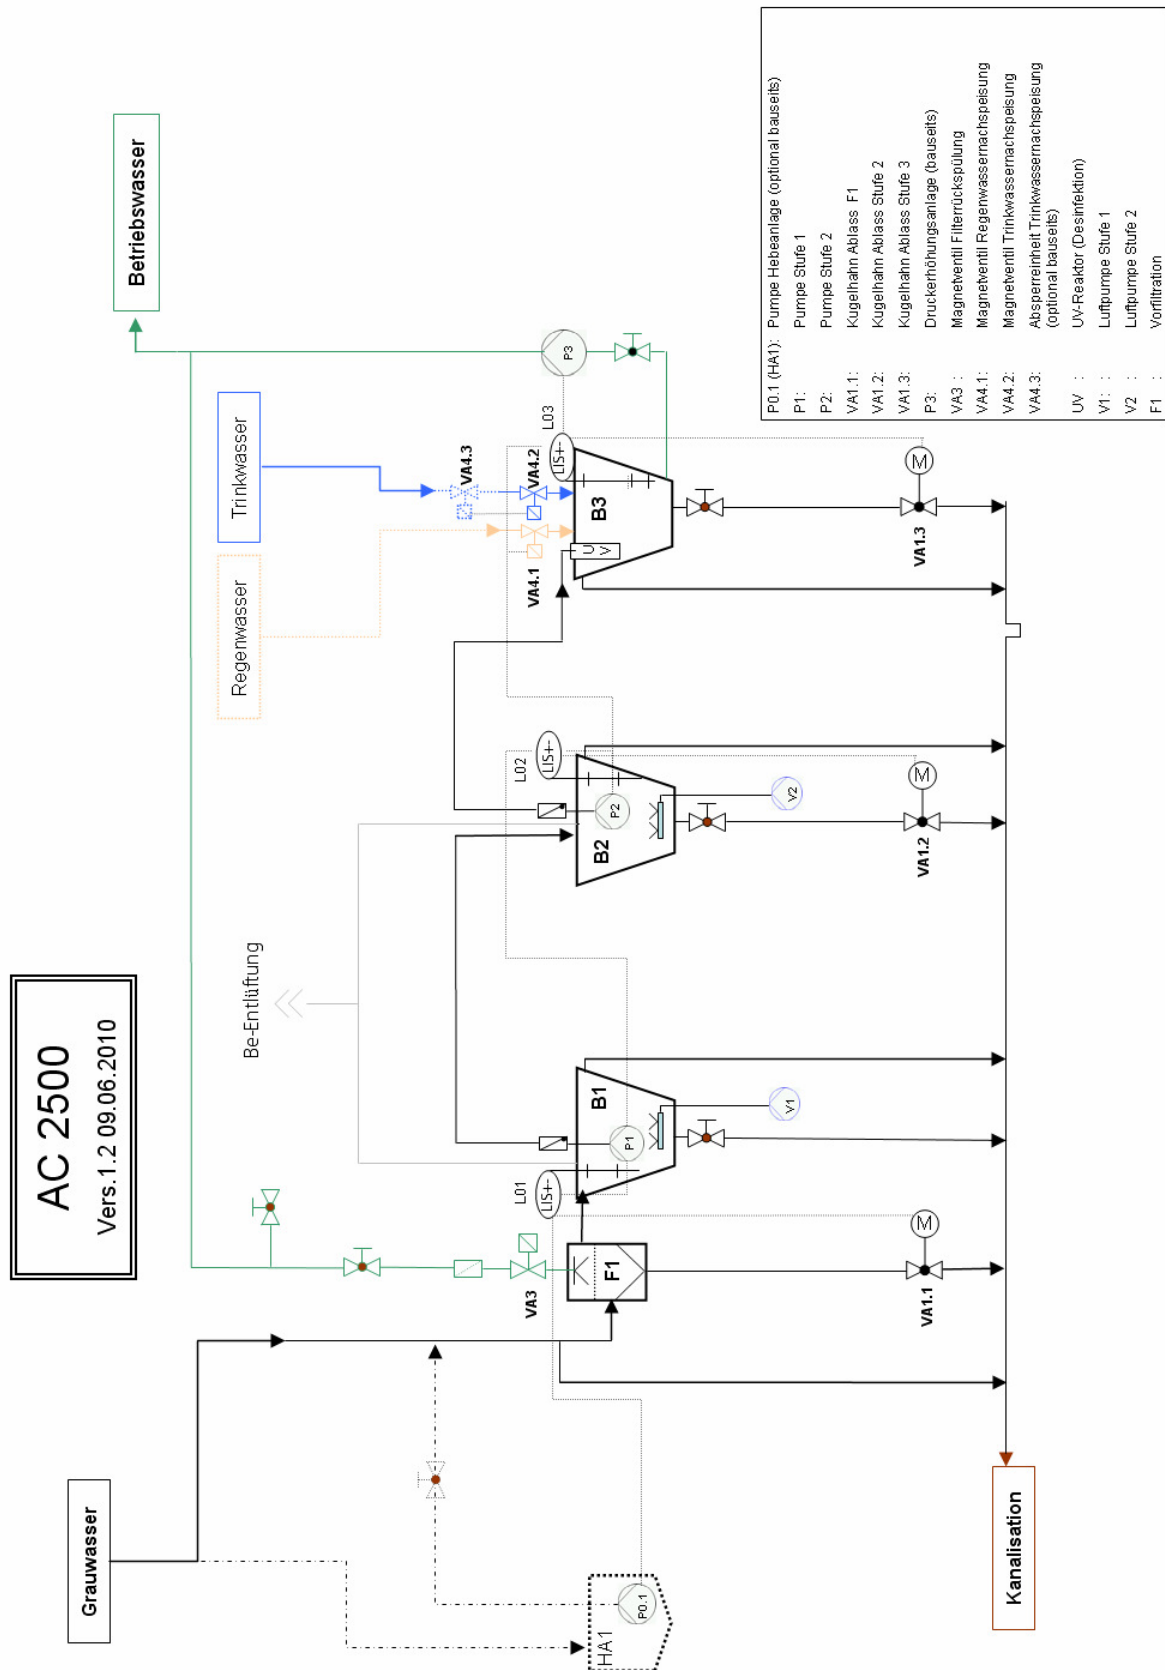 AC 2500
Vers.1.2 09.06.2010
Grauwasser
Be-Entlüftung
Regenwasser
Trinkwasser
Betriebswasser
HA1
P0.1
VA3
F1
VA1.1
M
L01
LIS+-
B1
P1
V1
L02
LIS+-
B2
P2
V2
VA1.2
M
VA4.1
VA4.3
VA4.2
L03
LIS+-
UV
B3
P3
VA1.3
M
Kanalisation
P0.1 (HA1): Pumpe Hebeanlage (optional bauseits)
P1: Pumpe Stufe 1
P2: Pumpe Stufe 2
VA1.1: Kugelhahn Ablass F1
VA1.2: Kugelhahn Ablass Stufe 2
VA1.3: Kugelhahn Ablass Stufe 3
P3: Druckerhöhungsanlage (bauseits)
VA3 : Magnetventil Filterrückspülung
VA4.1: Magnetventil Regenwassernachspeisung
VA4.2: Magnetventil Trinkwassernachspeisung
VA4.3: Absperreinheit Trinkwassernachspeisung
(optional bauseits)
UV : UV-Reaktor (Desinfektion)
V1: : Luftpumpe Stufe 1
V2 : Luftpumpe Stufe 2
F1 : Vorfiltration